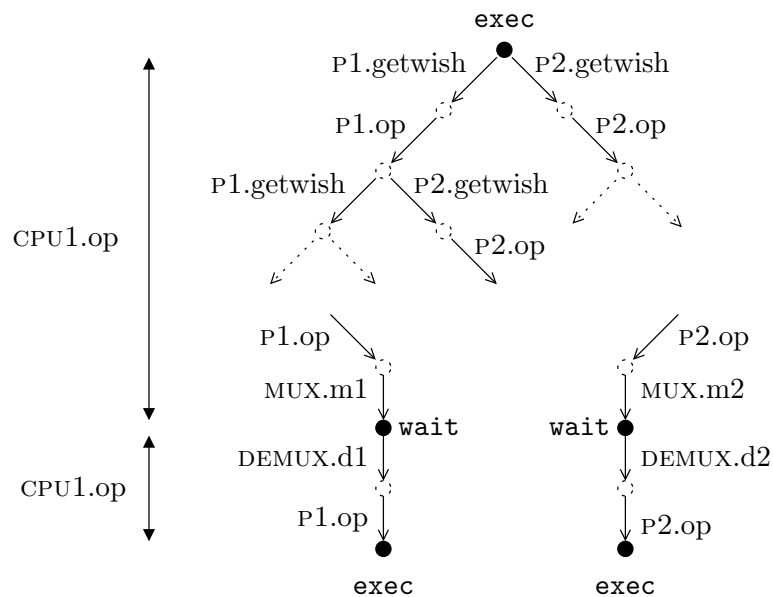 exec
P1.getwish P2.getwish
P1.op P2.op
P1.getwish P2.getwish
CPU1.op P2.op
P1.op P2.op
MUX.m1 MUX.m2
wait wait
DEMUX.d1 DEMUX.d2
CPU1.op
P1.op P2.op
exec exec